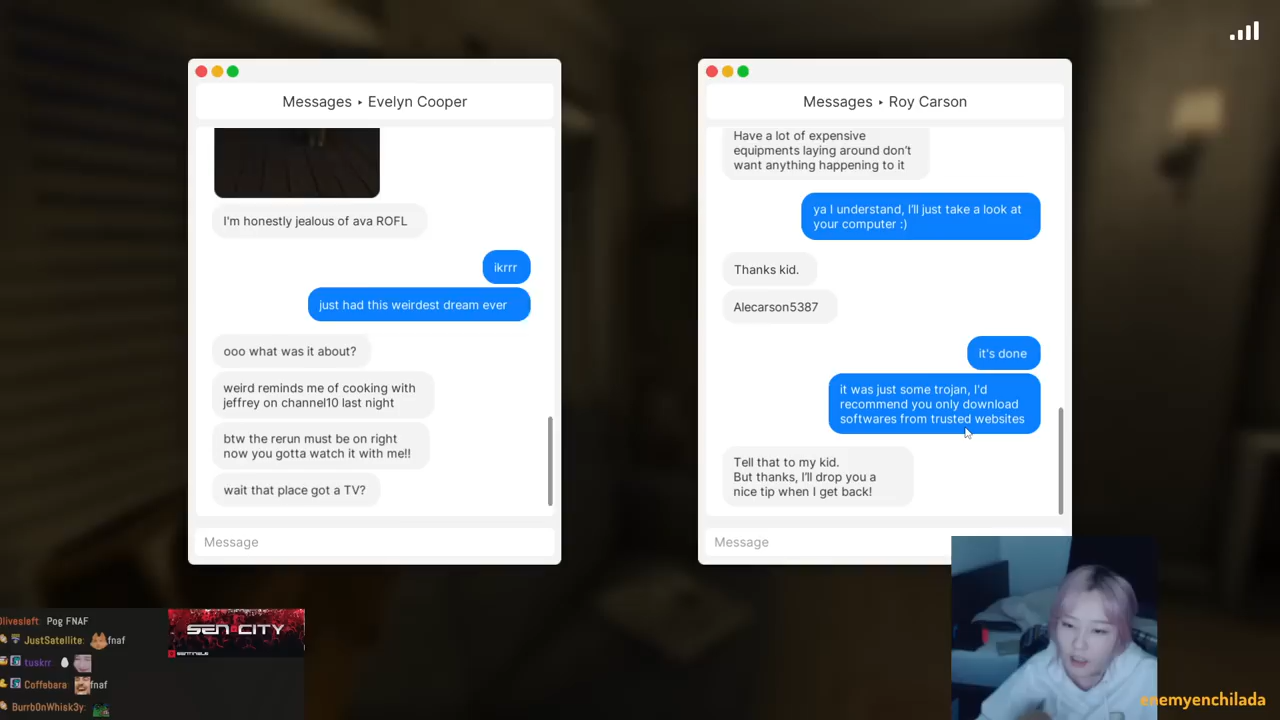 Messages ▸ Evelyn Cooper
I'm honestly jealous of ava ROFL
ikrrr
just had this weirdest dream ever
ooo what was it about?
weird reminds me of cooking with
jeffrey on channel10 last night
btw the rerun must be on right
now you gotta watch it with me!!
wait that place got a TV?
Message
Messages ▸ Roy Carson
Have a lot of expensive
equipments laying around don't
want anything happening to it
ya I understand, I'll just take a look at
your computer :)
Thanks kid.
Alecarson5387
it's done
it was just some trojan, I'd
recommend you only download
softwares from trusted websites
Tell that to my kid.
But thanks, I'll drop you a
nice tip when I get back!
Message
Olivesleft Pog FNAF
JustSatellite: fnaf
tuskrr:
Coffebara: fnaf
Burrb0nWhisk3y:
SEN CITY
SENTINELS
enemyenchilada